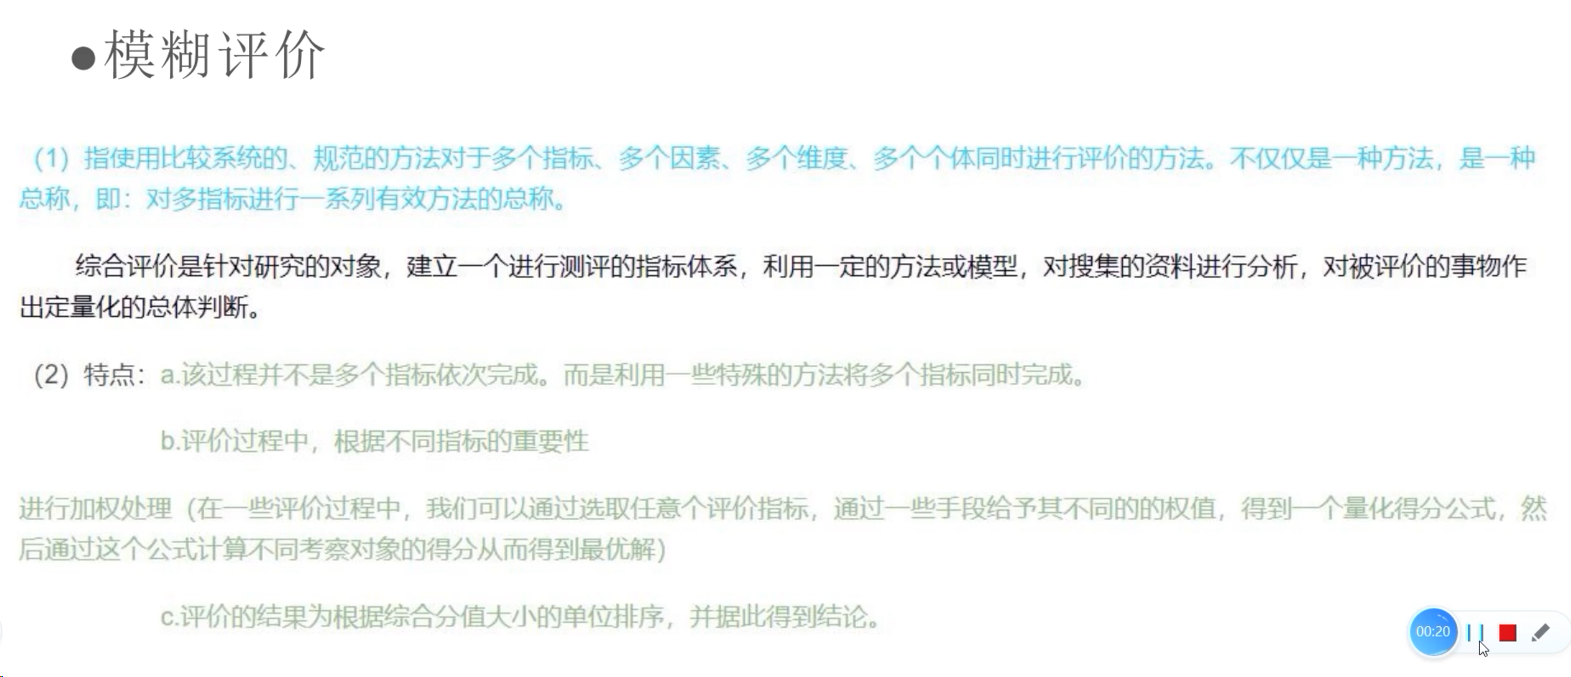 ●模糊评价
（1）指使用比较系统的、规范的方法对于多个指标、多个因素、多个维度、多个个体同时进行评价的方法。不仅仅是一种方法，是一种
总称，即：对多指标进行一系列有效方法的总称。
综合评价是针对研究的对象，建立一个进行测评的指标体系，利用一定的方法或模型，对搜集的资料进行分析，对被评价的事物作
出定量化的总体判断。
（2）特点：a.该过程并不是多个指标依次完成。而是利用一些特殊的方法将多个指标同时完成。
b.评价过程中，根据不同指标的重要性
进行加权处理（在一些评价过程中，我们可以通过选取任意个评价指标，通过一些手段给予其不同的的权值，得到一个量化得分公式，然
后通过这个公式计算不同考察对象的得分从而得到最优解）
c.评价的结果为根据综合分值大小的单位排序，并据此得到结论。
00:20